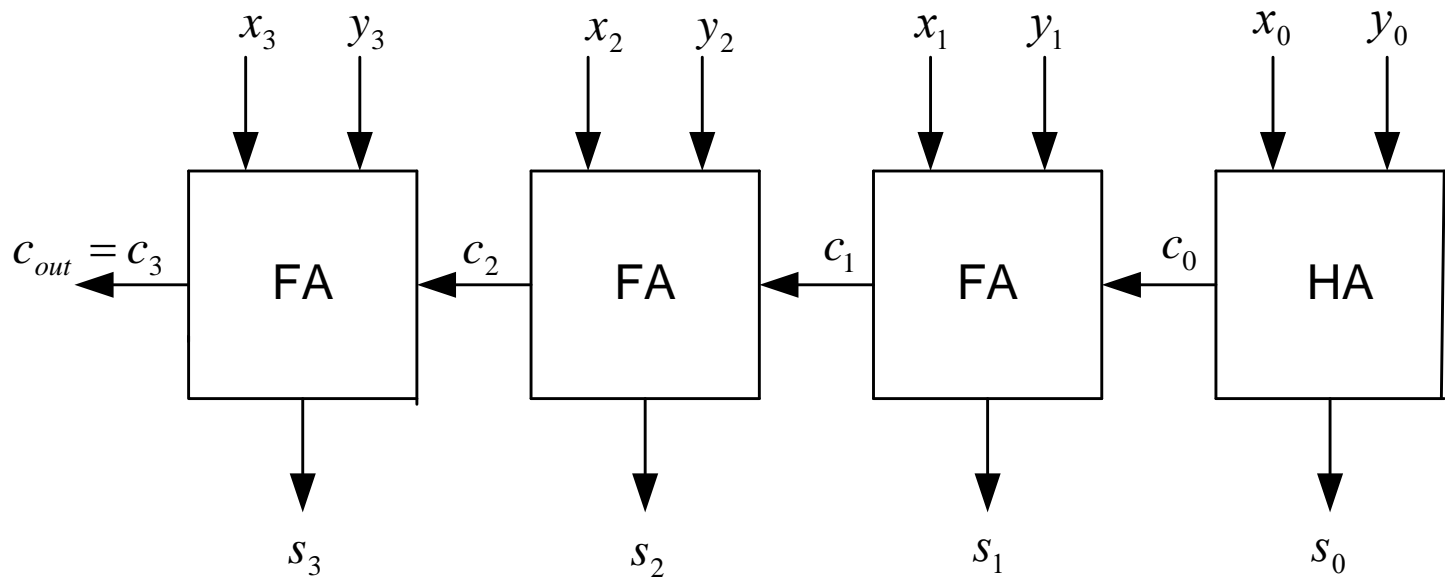 x₃ y₃ x₂ y₂ x₁ y₁ x₀ y₀
c_out = c₃ FA c₂ FA c₁ FA c₀ HA
s₃ s₂ s₁ s₀